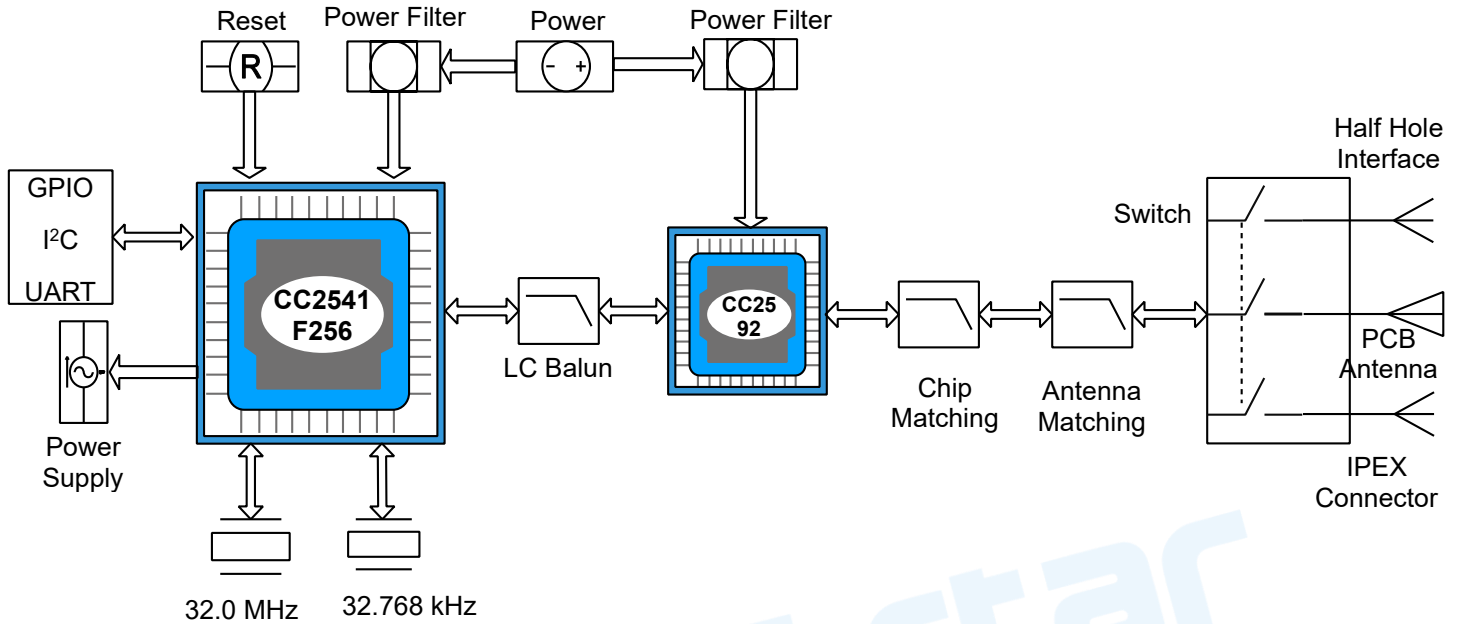 Reset
Power Filter
Power
Power Filter
R
- +
GPIO
I²C
UART
CC2541
F256
LC Balun
CC25
92
Chip
Matching
Antenna
Matching
Switch
Half Hole
Interface
PCB
Antenna
IPEX
Connector
Power
Supply
32.0 MHz
32.768 kHz
star